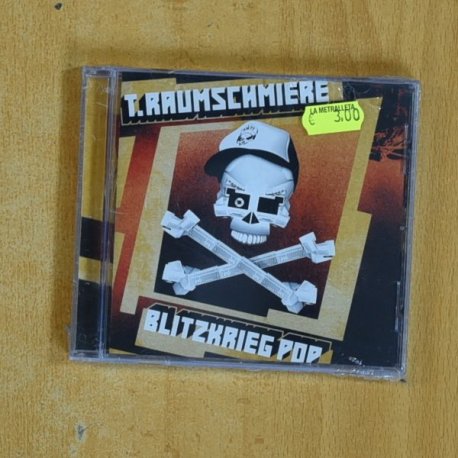 T.RAUMSCHMIERE
LA METRALLETA
€ 3.00
BLITZKRIEG POP